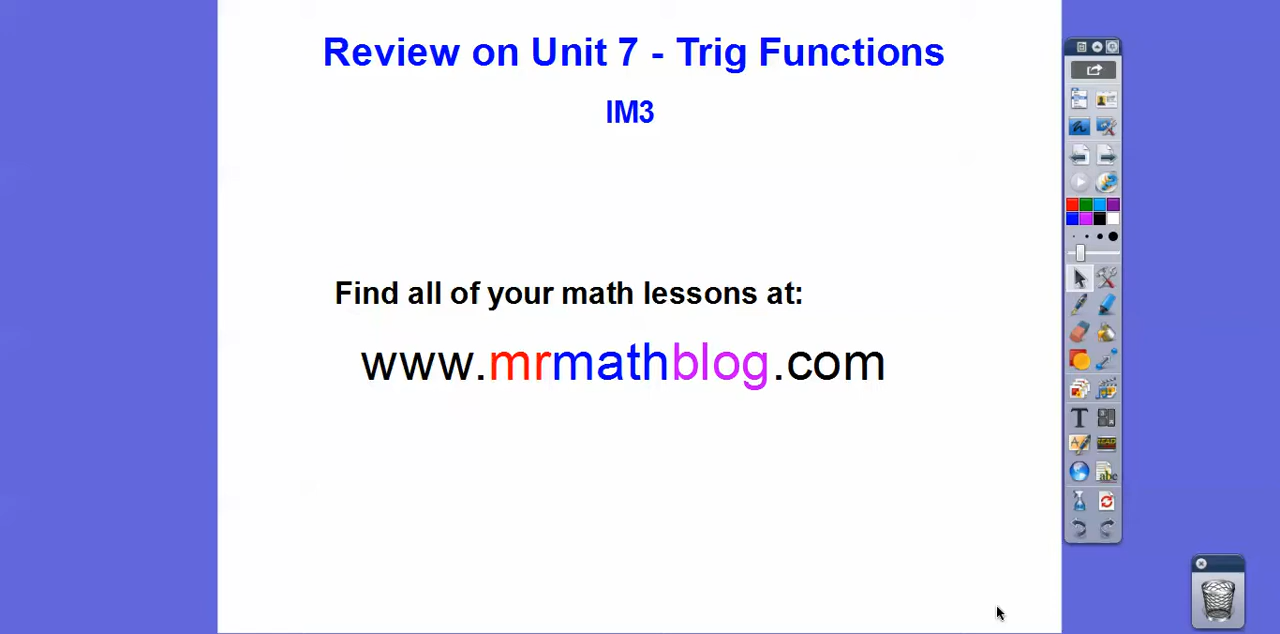 Review on Unit 7 - Trig Functions
IM3
Find all of your math lessons at:
www.mrmathblog.com